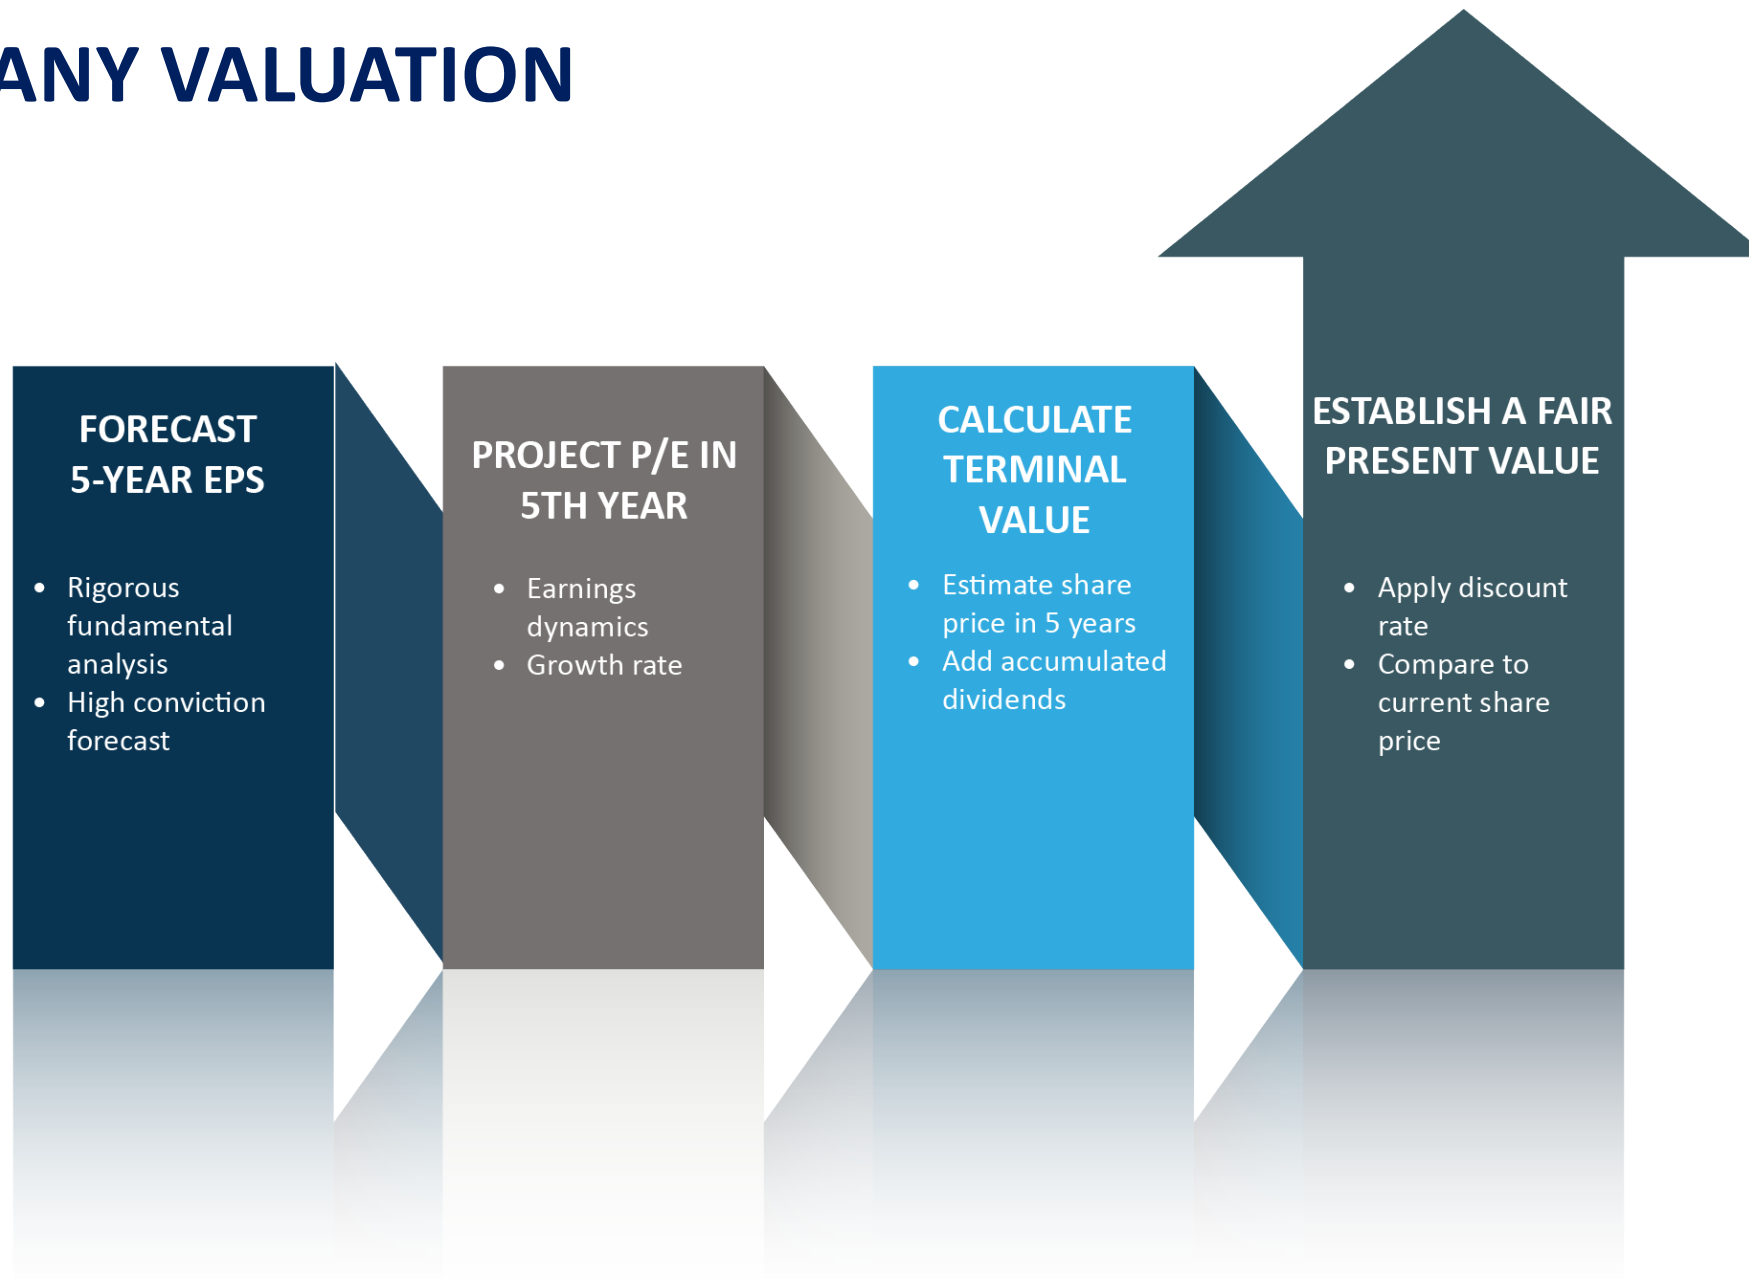 ANY VALUATION
FORECAST
5-YEAR EPS
• Rigorous
fundamental
analysis
• High conviction
forecast
PROJECT P/E IN
5TH YEAR
• Earnings
dynamics
• Growth rate
CALCULATE
TERMINAL
VALUE
• Estimate share
price in 5 years
• Add accumulated
dividends
ESTABLISH A FAIR
PRESENT VALUE
• Apply discount
rate
• Compare to
current share
price